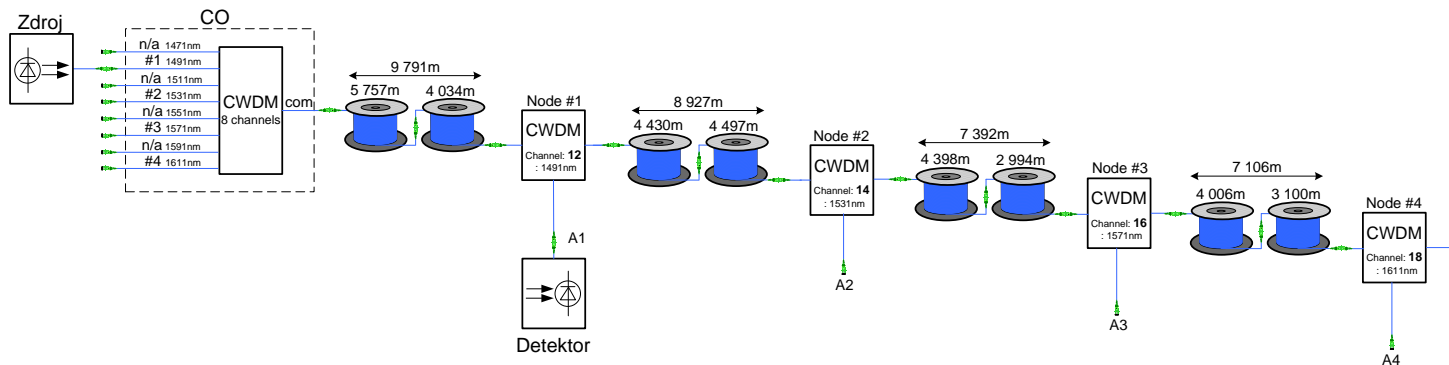 Zdroj
CO
n/a 1471nm
#1 1491nm
n/a 1511nm
#2 1531nm
n/a 1551nm
#3 1571nm
n/a 1591nm
#4 1611nm
CWDM
8 channels
com
9 791m
5 757m
4 034m
Node #1
CWDM
Channel: 12
: 1491nm
A1
Detektor
8 927m
4 430m
4 497m
Node #2
CWDM
Channel: 14
: 1531nm
A2
7 392m
4 398m
2 994m
Node #3
CWDM
Channel: 16
: 1571nm
A3
7 106m
4 006m
3 100m
Node #4
CWDM
Channel: 18
: 1611nm
A4